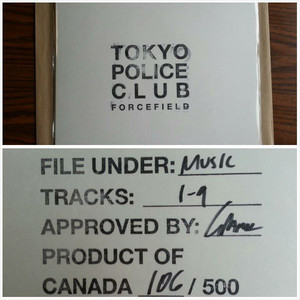 TOKYO
POLICE
CLUB
FORCEFIELD
FILE UNDER: Music
TRACKS: 1-9
APPROVED BY:
PRODUCT OF
CANADA 106 / 500